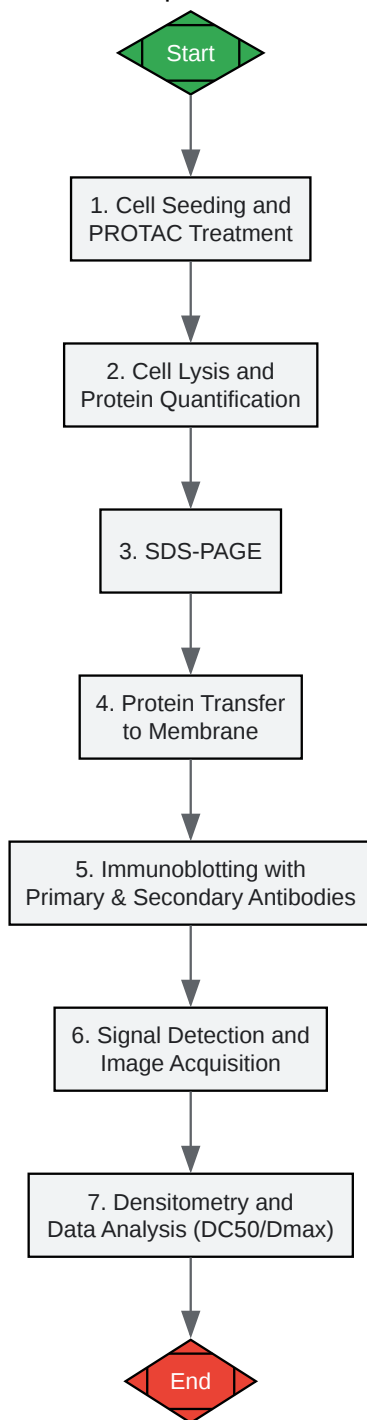 Start
1. Cell Seeding and
PROTAC Treatment
2. Cell Lysis and
Protein Quantification
3. SDS-PAGE
4. Protein Transfer
to Membrane
5. Immunoblotting with
Primary & Secondary Antibodies
6. Signal Detection and
Image Acquisition
7. Densitometry and
Data Analysis (DC50/Dmax)
End